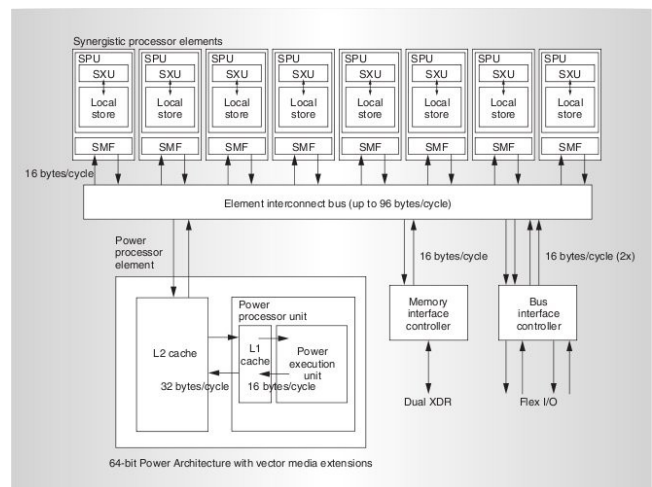 Synergistic processor elements
SPU SPU SPU SPU SPU SPU SPU SPU
SXU SXU SXU SXU SXU SXU SXU SXU
Local Local Local Local Local Local Local Local
store store store store store store store store
SMF SMF SMF SMF SMF SMF SMF SMF
16 bytes/cycle
Element interconnect bus (up to 96 bytes/cycle)
Power
processor
element
16 bytes/cycle
16 bytes/cycle (2x)
L2 cache
Power
processor unit
L1
cache
Power
execution
unit
32 bytes/cycle
16 bytes/cycle
Memory
interface
controller
Bus
interface
controller
Dual XDR
Flex I/O
64-bit Power Architecture with vector media extensions